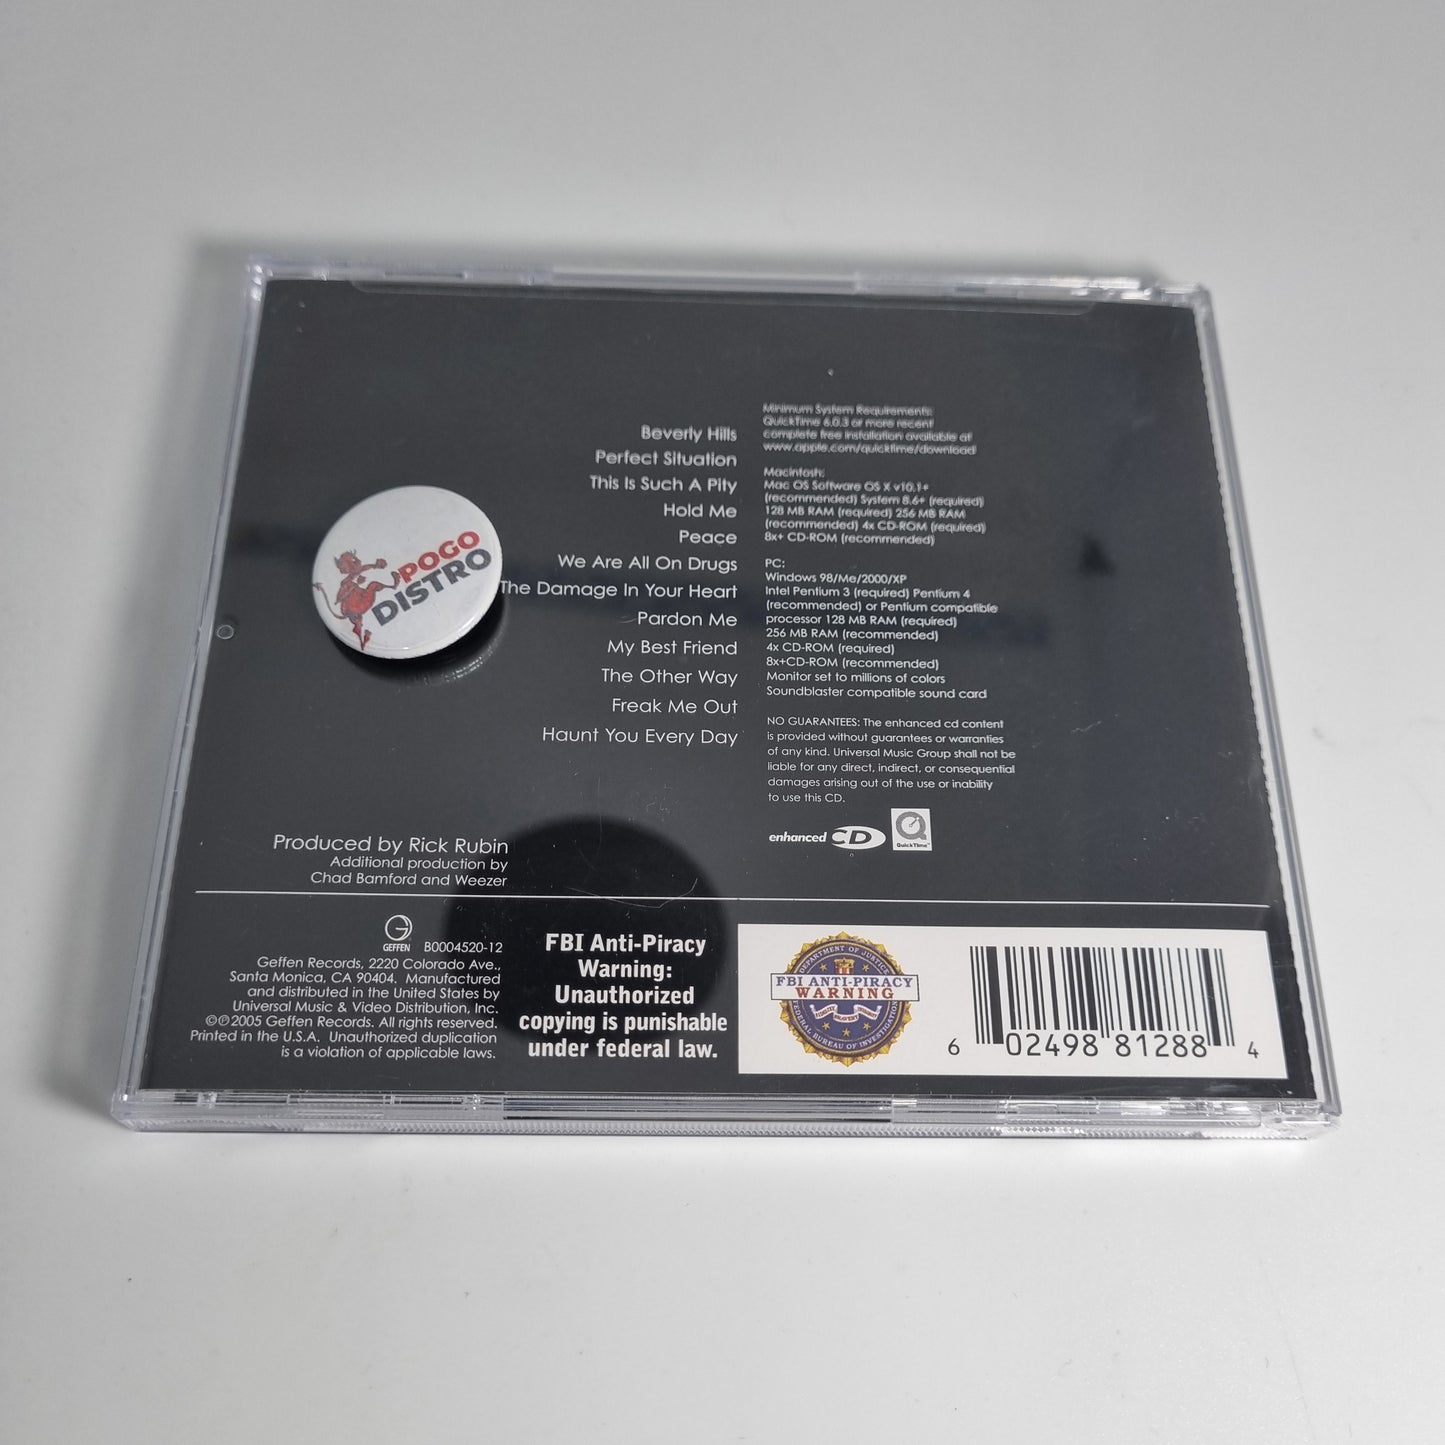 Beverly Hills
Perfect Situation
This Is Such A Pity
Hold Me
Peace
We Are All On Drugs
The Damage In Your Heart
Pardon Me
My Best Friend
The Other Way
Freak Me Out
Haunt You Every Day
Minimum System Requirements:
QuickTime 6.0.3 or more recent
complete free installation available at
www.apple.com/quicktime/download
Macintosh:
Mac OS Software OS X v10.1+
(recommended) System 8.6+ (required)
128 MB RAM (required) 256 MB RAM
(recommended) 4x CD-ROM (required)
8x+ CD-ROM (recommended)
PC:
Windows 98/Me/2000/XP
Intel Pentium 3 (required) Pentium 4
(recommended) or Pentium compatible
processor 128 MB RAM (required)
256 MB RAM (recommended)
4x CD-ROM (required)
8x+CD-ROM (recommended)
Monitor set to millions of colors
Soundblaster compatible sound card
NO GUARANTEES: The enhanced cd content
is provided without guarantees or warranties
of any kind. Universal Music Group shall not be
liable for any direct, indirect, or consequential
damages arising out of the use or inability
to use this CD.
enhanced CD
QuickTime™
POGO
DISTRO
Produced by Rick Rubin
Additional production by
Chad Bamford and Weezer
GEFFEN B0004520-12
Geffen Records, 2220 Colorado Ave.,
Santa Monica, CA 90404. Manufactured
and distributed in the United States by
Universal Music & Video Distribution, Inc.
©℗2005 Geffen Records. All rights reserved.
Printed in the U.S.A. Unauthorized duplication
is a violation of applicable laws.
FBI Anti-Piracy
Warning:
Unauthorized
copying is punishable
under federal law.
DEPARTMENT OF JUSTICE
FBI ANTI-PIRACY
WARNING
FIDELITY BRAVERY INTEGRITY
FEDERAL BUREAU OF INVESTIGATION
6 02498 81288 4